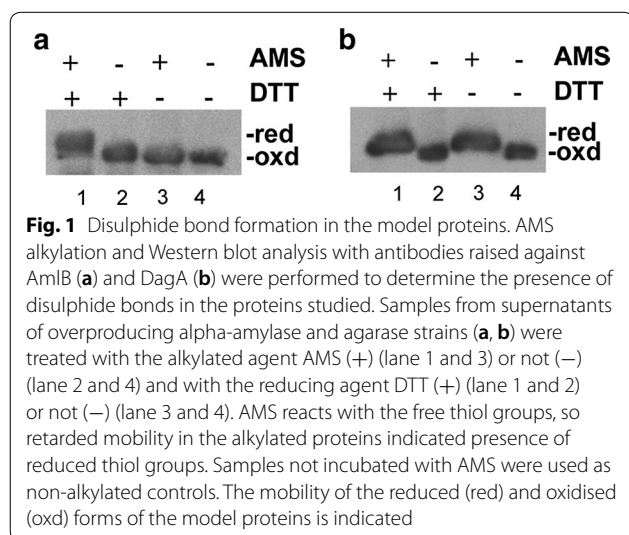 a
b
+ - + - AMS + - + - AMS
+ + - - DTT + + - - DTT
-red -red
-oxd -oxd
1 2 3 4 1 2 3 4
Fig. 1 Disulphide bond formation in the model proteins. AMS
alkylation and Western blot analysis with antibodies raised against
AmlB (a) and DagA (b) were performed to determine the presence of
disulphide bonds in the proteins studied. Samples from supernatants
of overproducing alpha-amylase and agarase strains (a, b) were
treated with the alkylated agent AMS (+) (lane 1 and 3) or not (−)
(lane 2 and 4) and with the reducing agent DTT (+) (lane 1 and 2)
or not (−) (lane 3 and 4). AMS reacts with the free thiol groups, so
retarded mobility in the alkylated proteins indicated presence of
reduced thiol groups. Samples not incubated with AMS were used as
non-alkylated controls. The mobility of the reduced (red) and oxidised
(oxd) forms of the model proteins is indicated